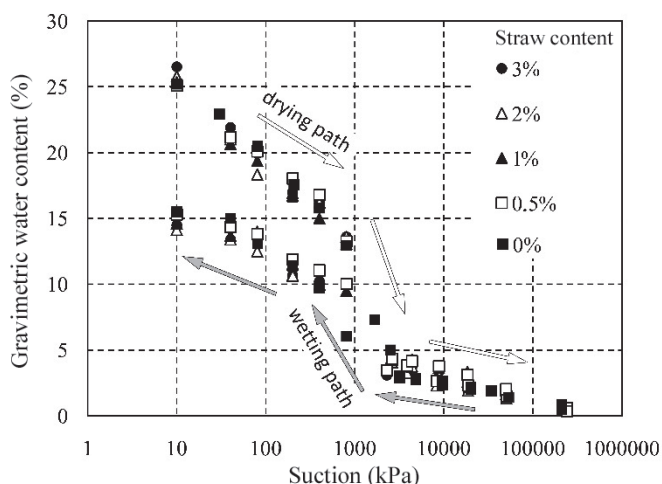 30
25
20
15
10
5
0
Gravimetric water content (%)
Straw content
3%
2%
1%
0.5%
0%
drying path
wetting path
1 10 100 1000 10000 100000 1000000
Suction (kPa)